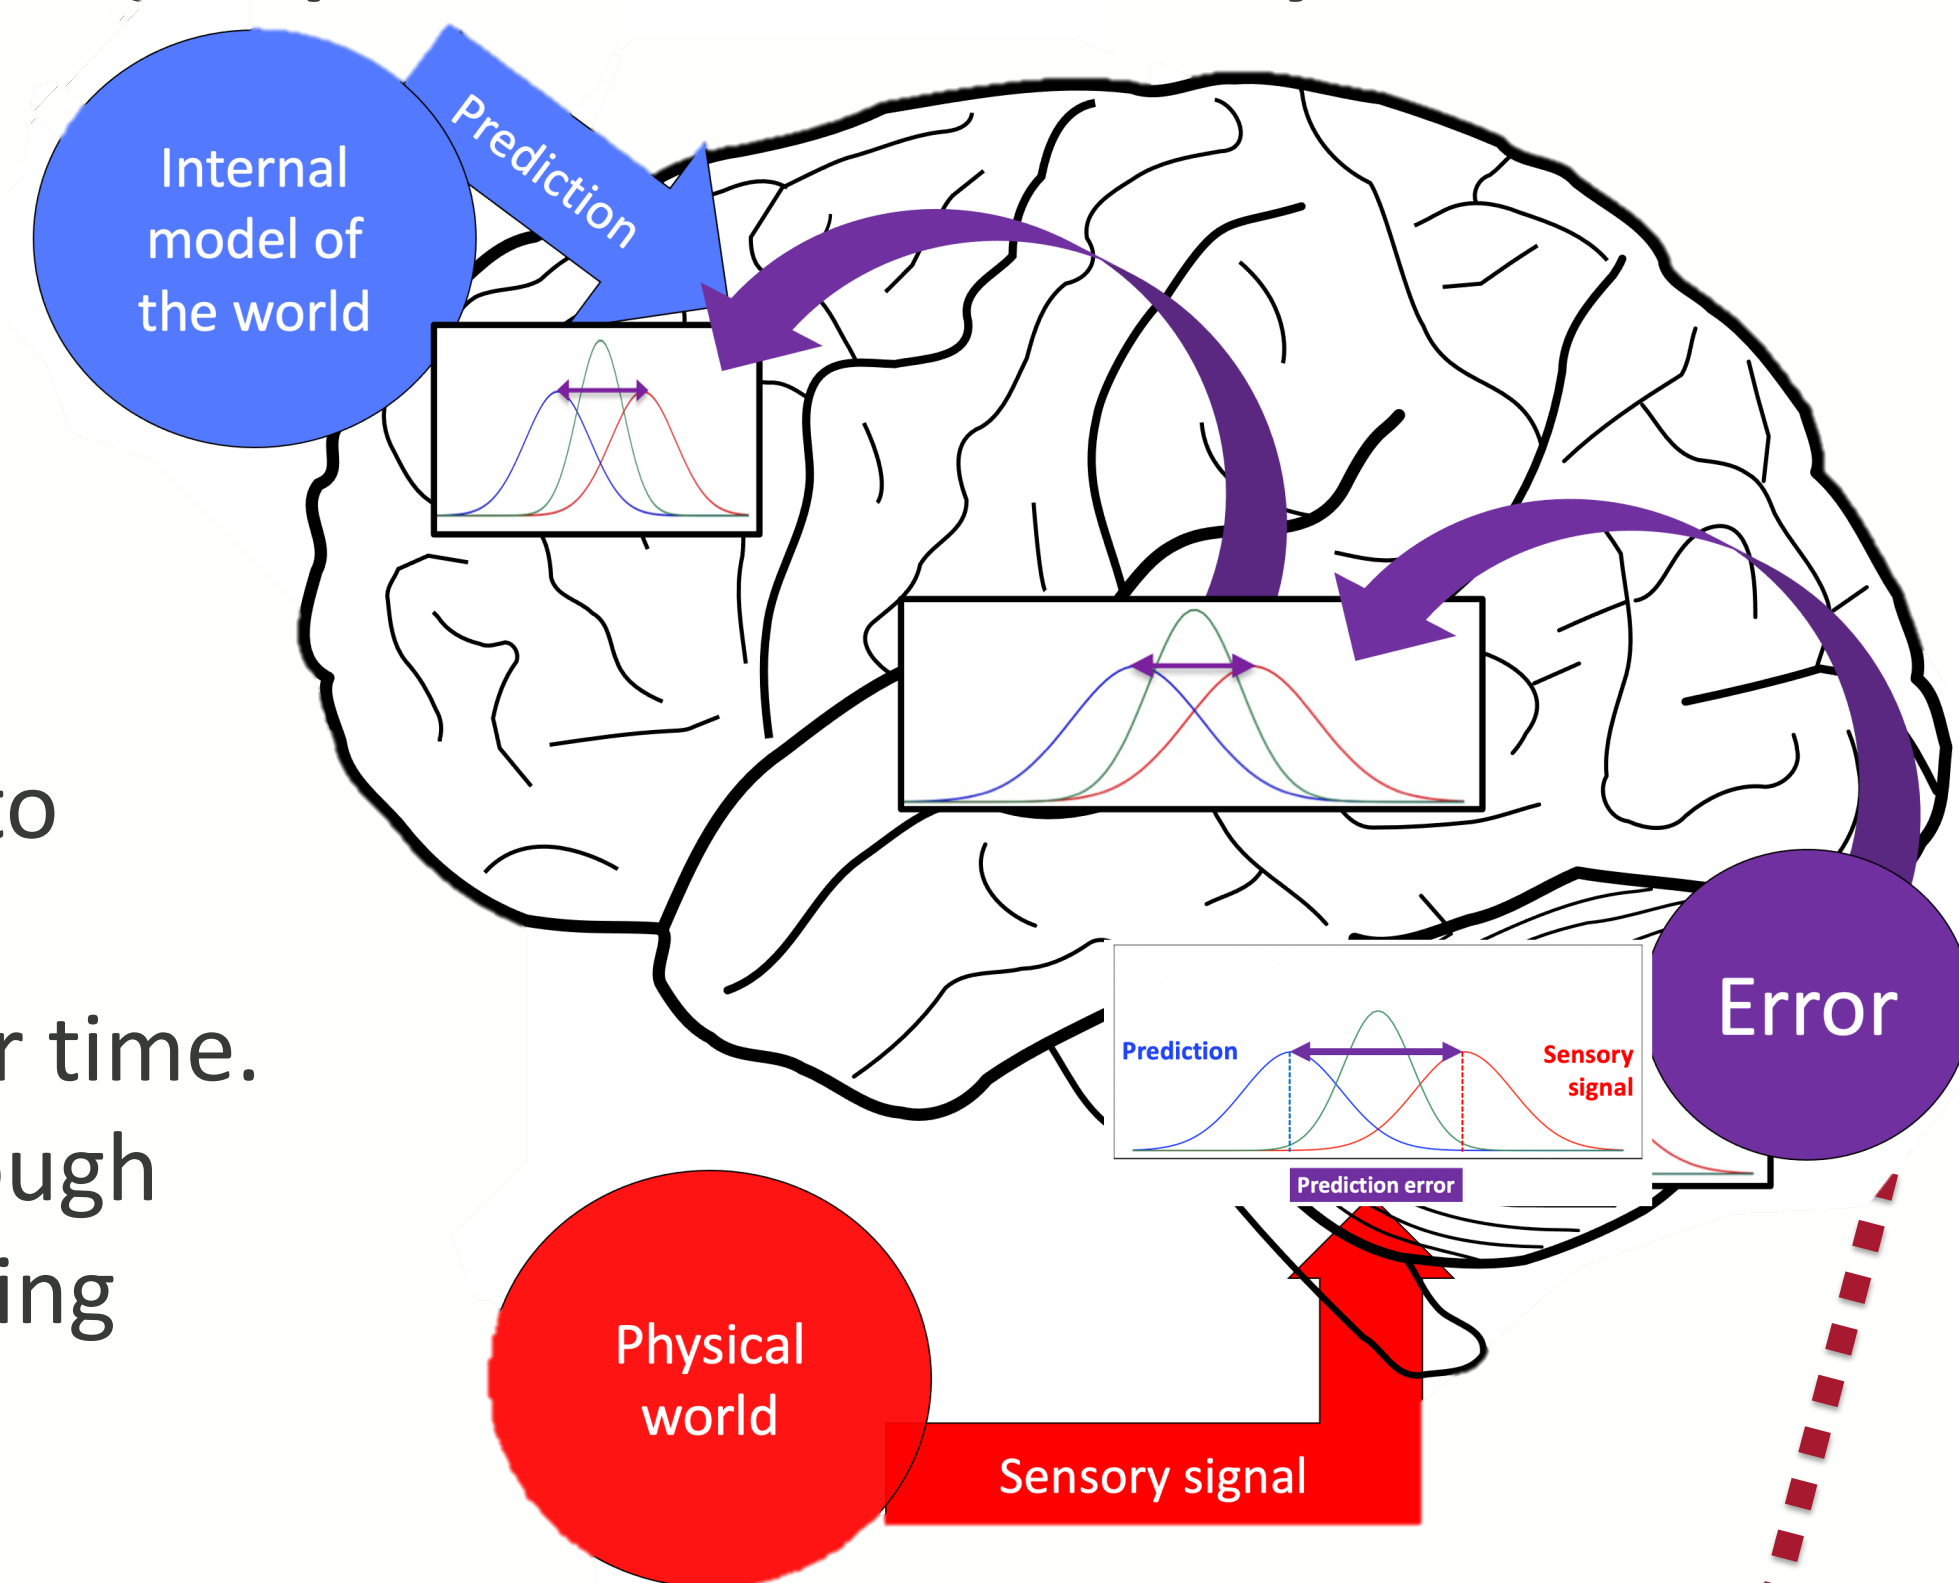 Internal
model of
the world
Prediction
to
r time.
ough
ing
Error
Prediction
Sensory
signal
Prediction error
Physical
world
Sensory signal